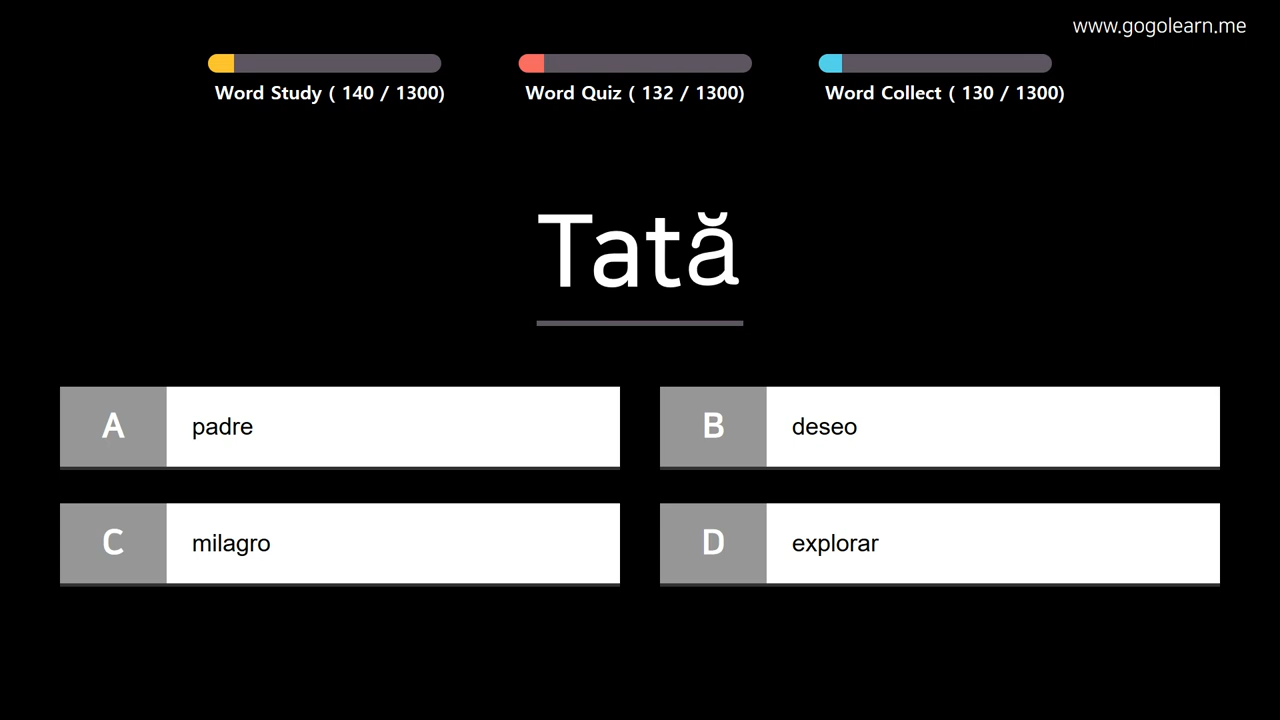 www.gogolearn.me
Word Study ( 140 / 1300)
Word Quiz ( 132 / 1300)
Word Collect ( 130 / 1300)
Tată
A padre
B deseo
C milagro
D explorar